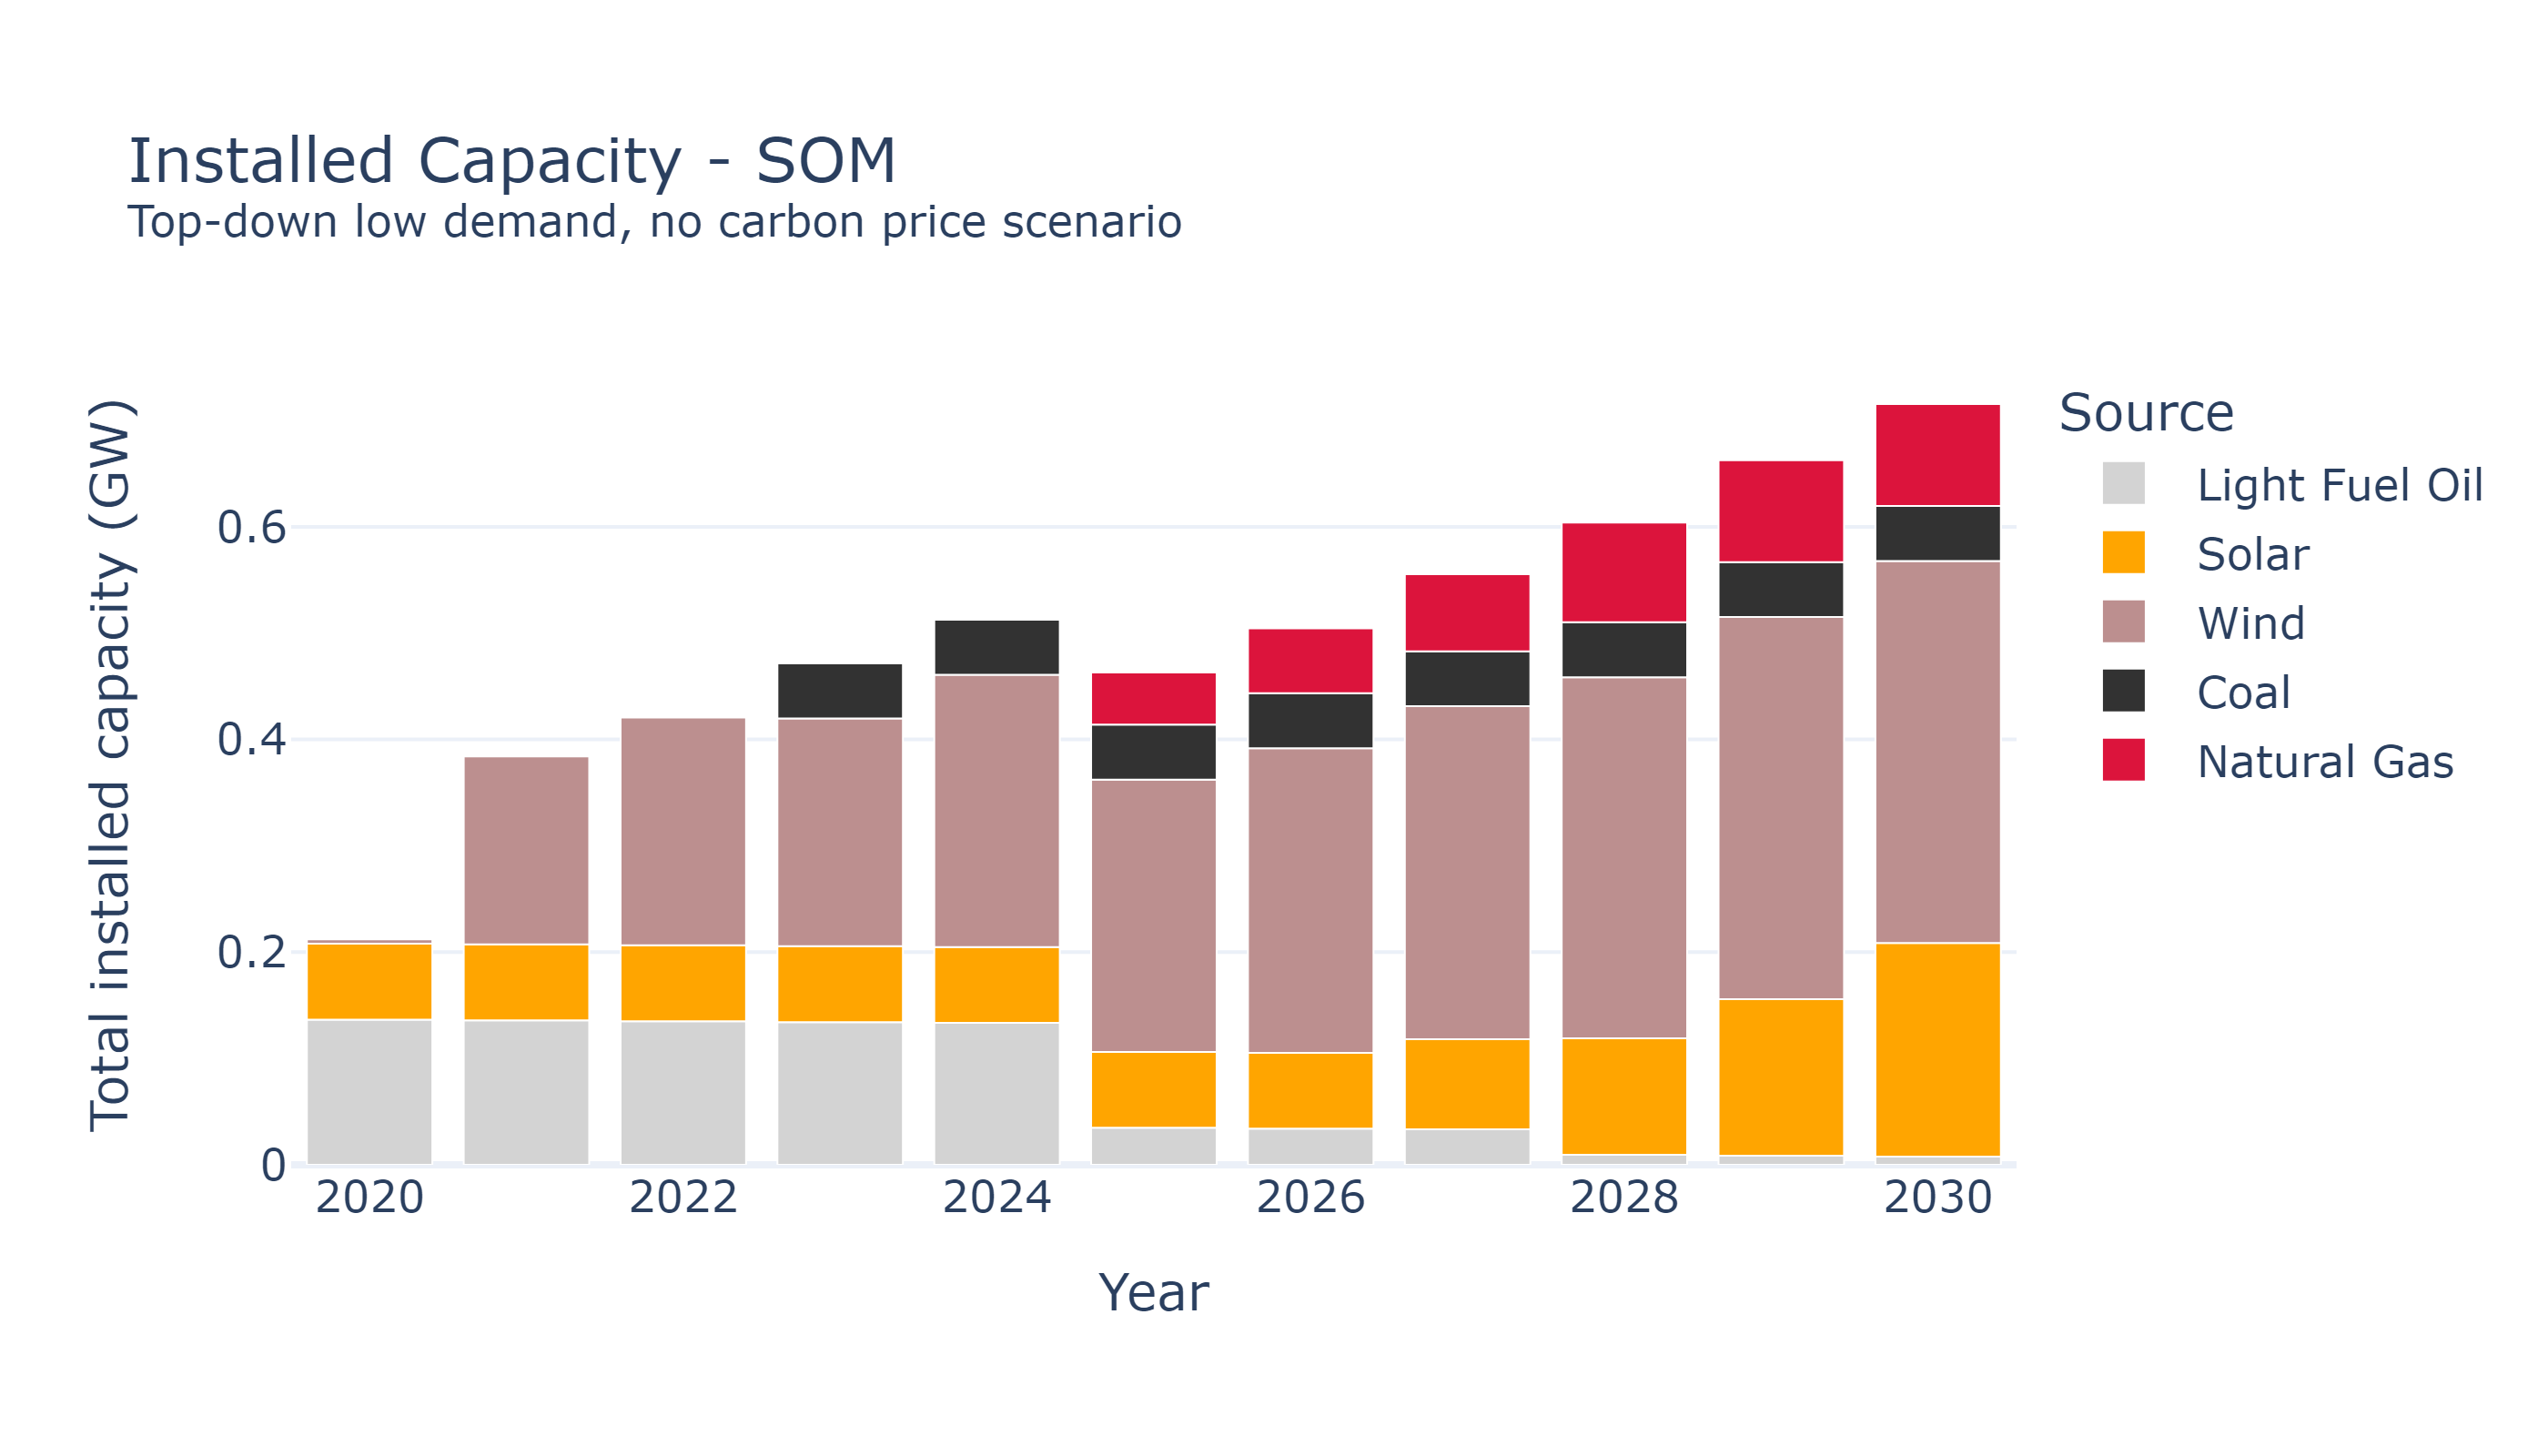 Installed Capacity - SOM
Top-down low demand, no carbon price scenario
Total installed capacity (GW)
0.6
0.4
0.2
0
2020
2022
2024
2026
2028
2030
Year
Source
Light Fuel Oil
Solar
Wind
Coal
Natural Gas